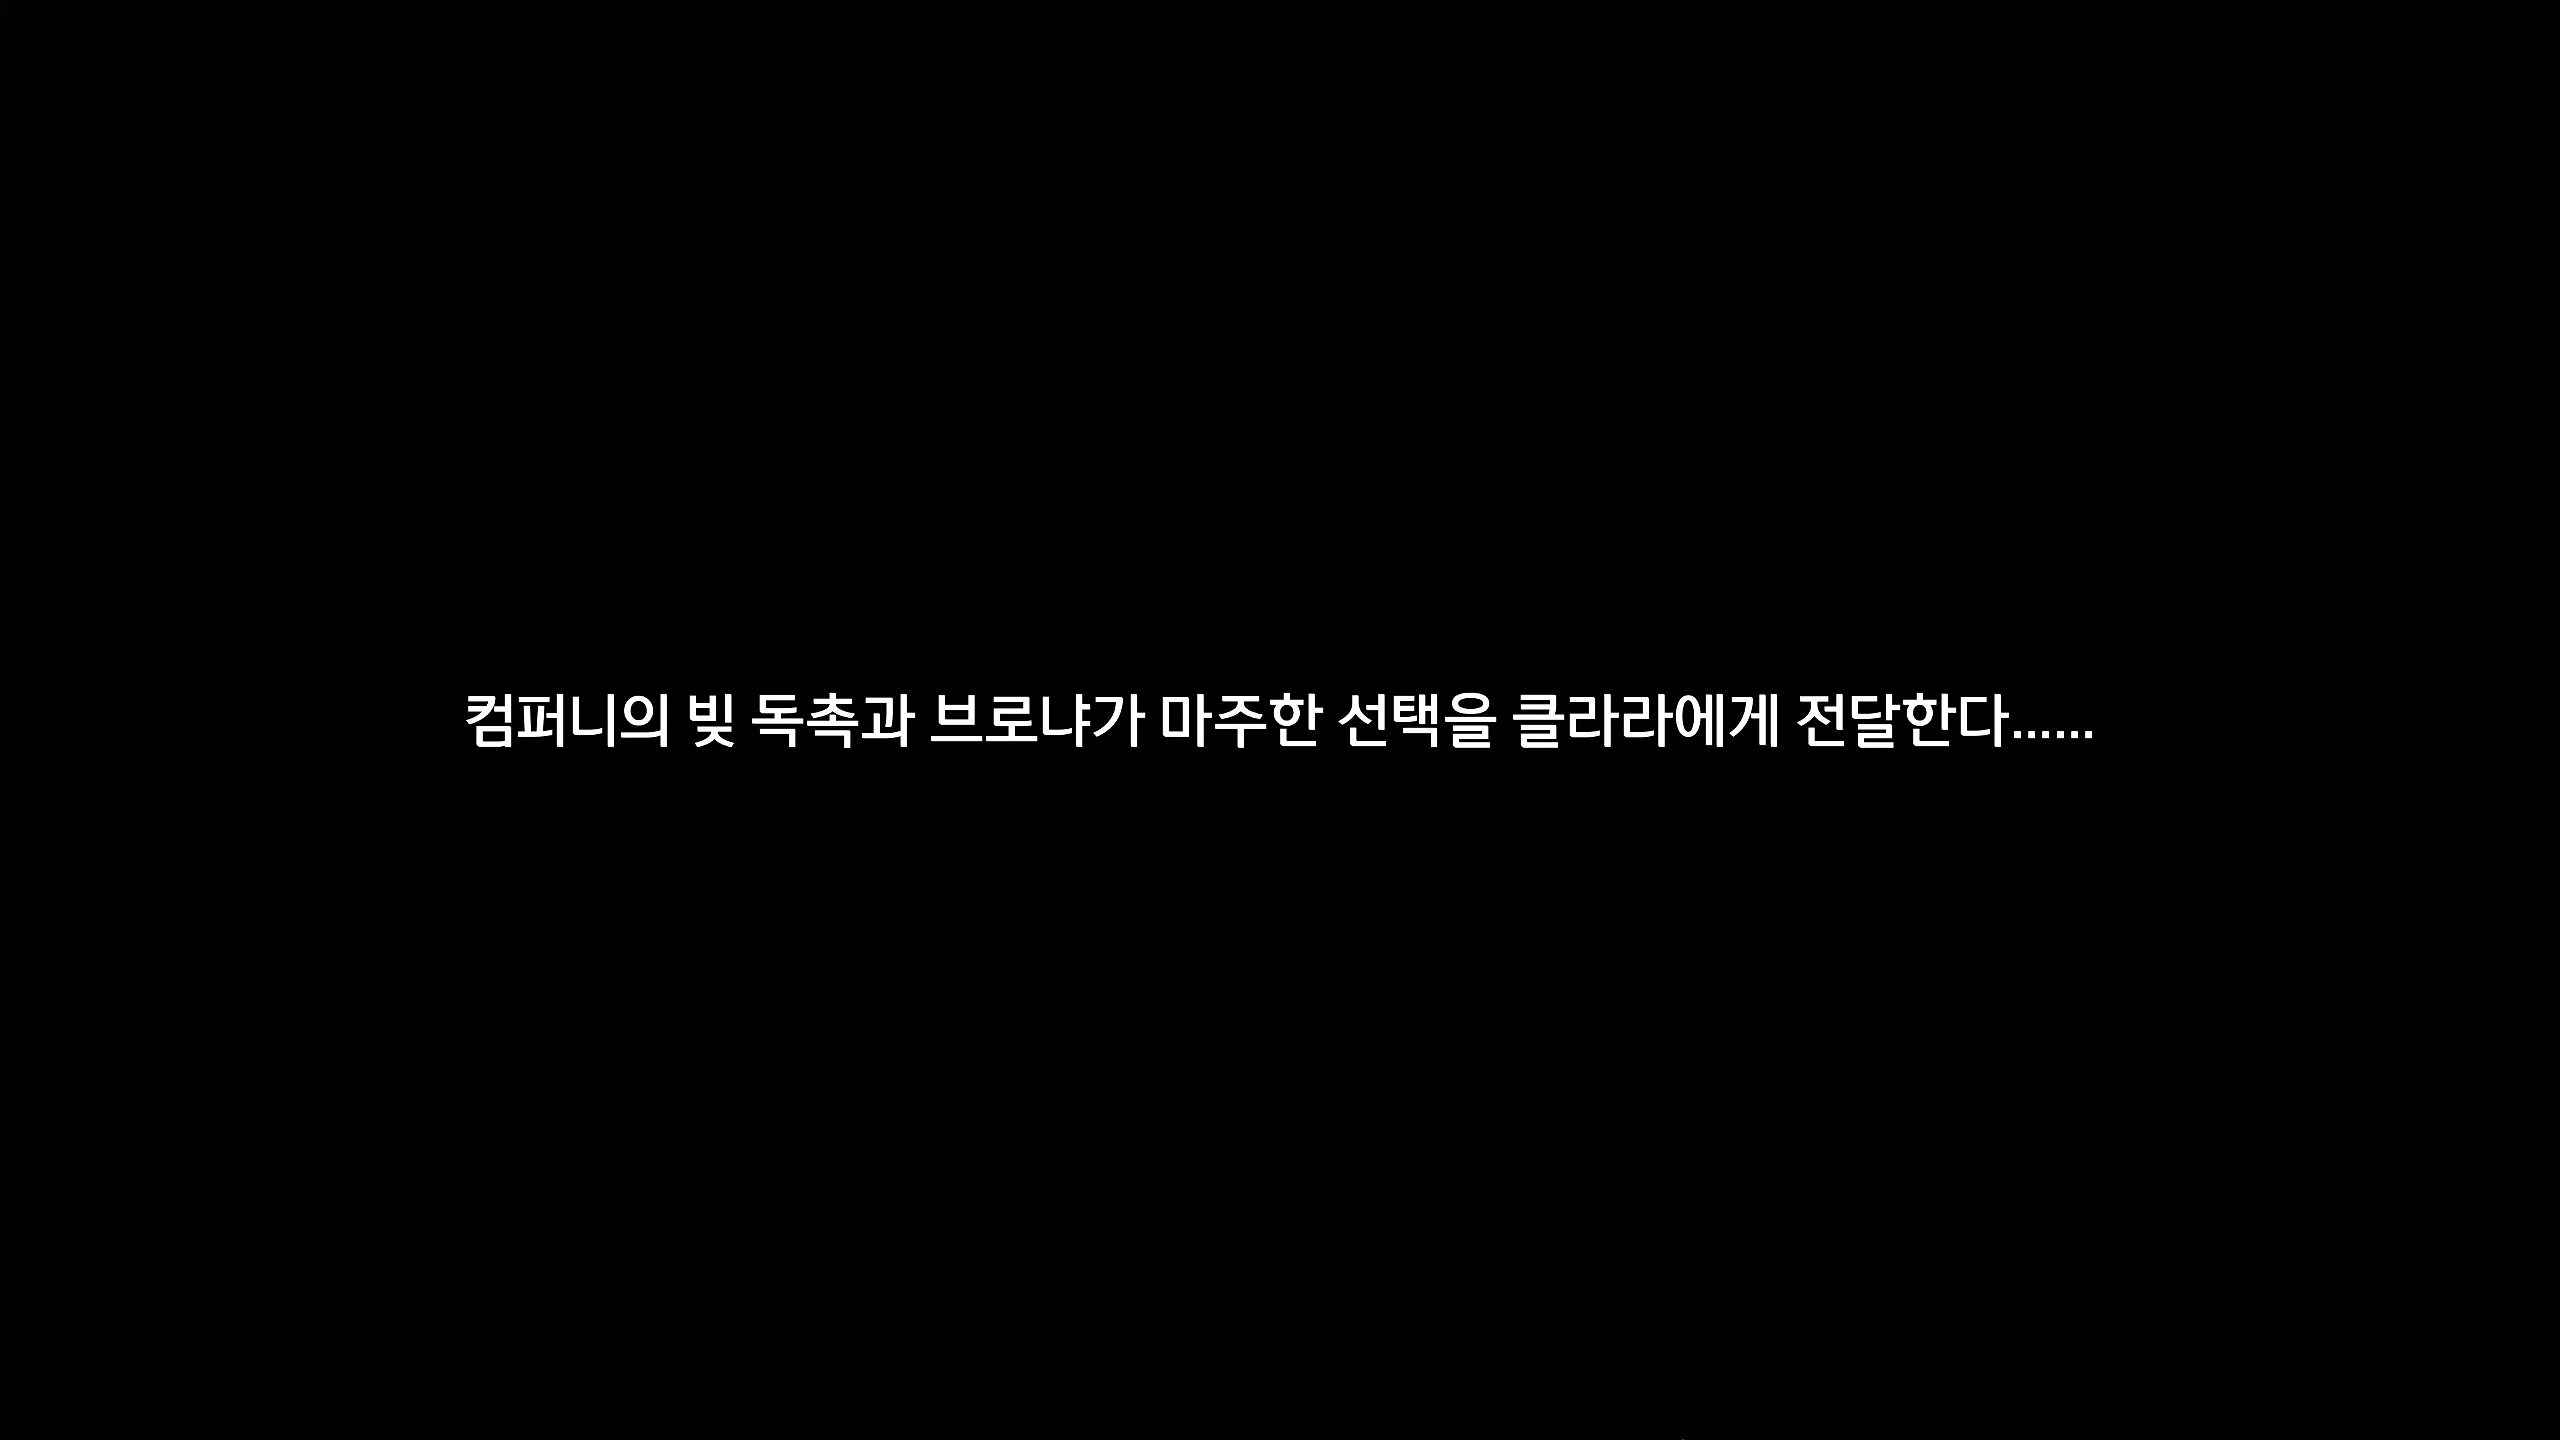 컴퍼니의 빚 독촉과 브로냐가 마주한 선택을 클라라에게 전달한다......